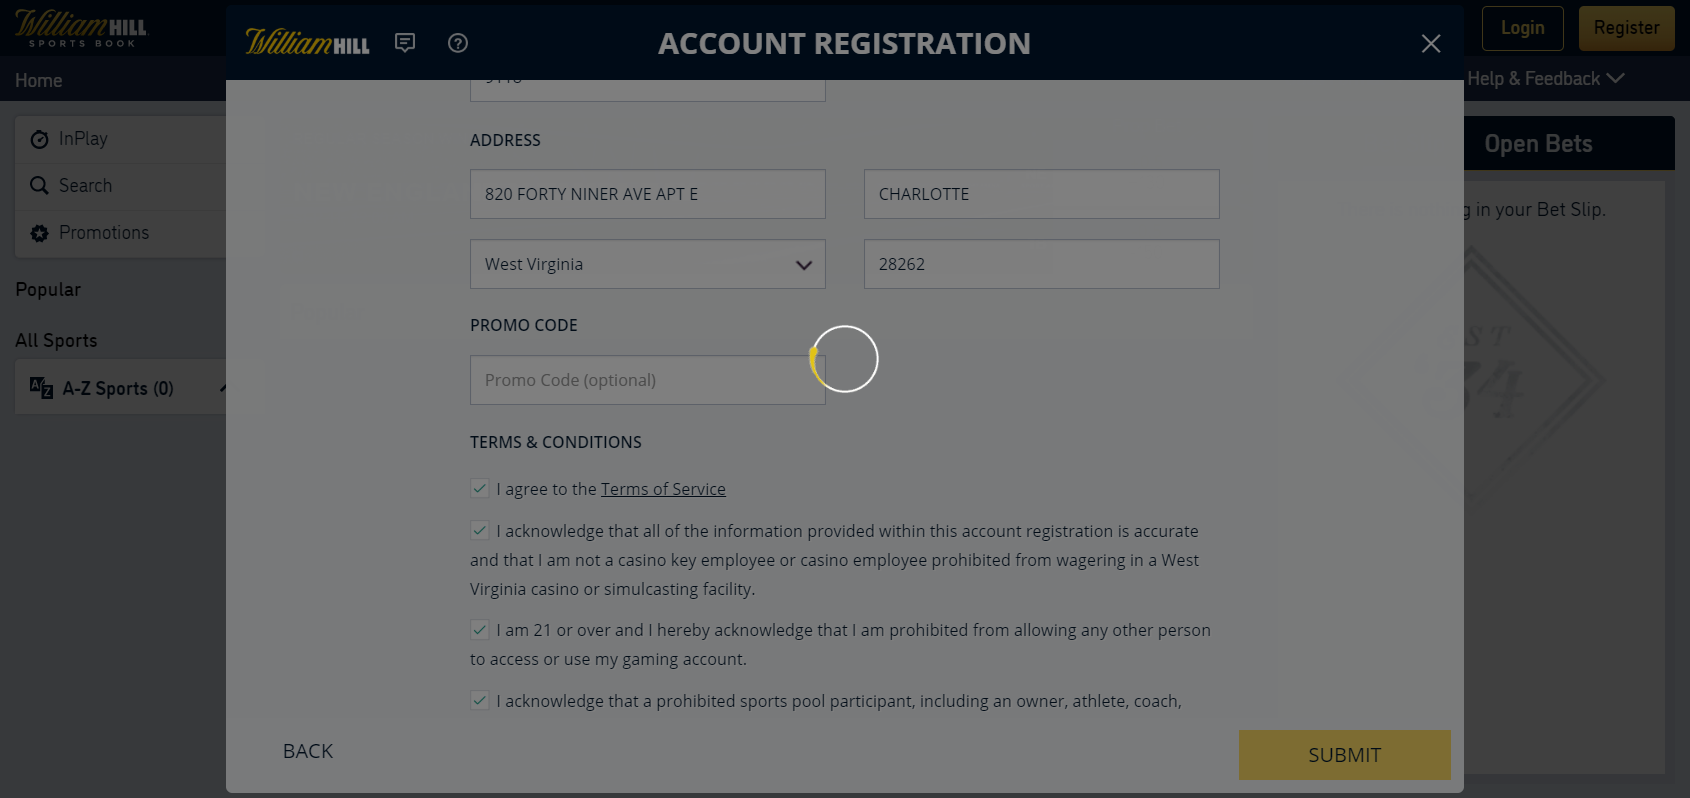 William HILL
SPORTS BOOK
William HILL
ACCOUNT REGISTRATION
Login
Register
Home
Help & Feedback
InPlay
Search
Promotions
Popular
All Sports
A-Z Sports (0)
ADDRESS
820 FORTY NINER AVE APT E
CHARLOTTE
West Virginia
28262
PROMO CODE
Promo Code (optional)
TERMS & CONDITIONS
I agree to the Terms of Service
I acknowledge that all of the information provided within this account registration is accurate
and that I am not a casino key employee or casino employee prohibited from wagering in a West
Virginia casino or simulcasting facility.
I am 21 or over and I hereby acknowledge that I am prohibited from allowing any other person
to access or use my gaming account.
I acknowledge that a prohibited sports pool participant, including an owner, athlete, coach,
BACK
SUBMIT
Open Bets
g in your Bet Slip.
ST
34